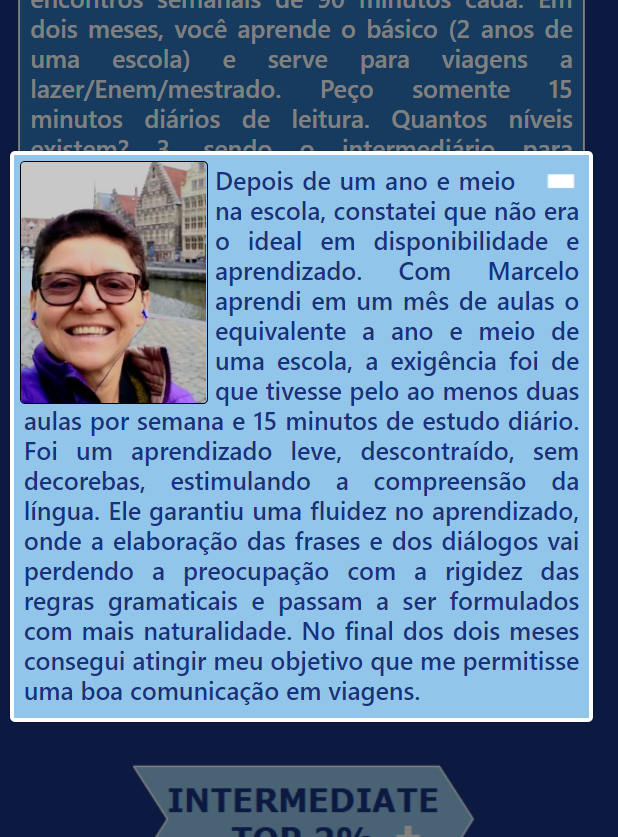 encontros semanais de 90 minutos cada. Em
dois meses, você aprende o básico (2 anos de
uma escola) e serve para viagens a
lazer/Enem/mestrado. Peço somente 15
minutos diários de leitura. Quantos níveis
existem? 3, sendo o intermediário para
Depois de um ano e meio
na escola, constatei que não era
o ideal em disponibilidade e
aprendizado. Com Marcelo
aprendi em um mês de aulas o
equivalente a ano e meio de
uma escola, a exigência foi de
que tivesse pelo ao menos duas
aulas por semana e 15 minutos de estudo diário.
Foi um aprendizado leve, descontraído, sem
decorebas, estimulando a compreensão da
língua. Ele garantiu uma fluidez no aprendizado,
onde a elaboração das frases e dos diálogos vai
perdendo a preocupação com a rigidez das
regras gramaticais e passam a ser formulados
com mais naturalidade. No final dos dois meses
consegui atingir meu objetivo que me permitisse
uma boa comunicação em viagens.
INTERMEDIATE
TOP 2% +